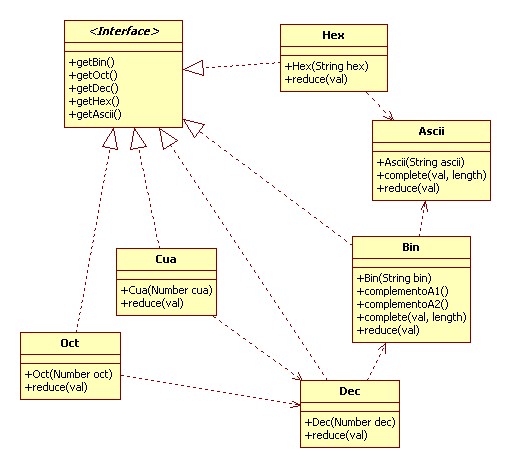 <Interface>
+getBin()
+getOct()
+getDec()
+getHex()
+getAscii()
Hex
+Hex(String hex)
+reduce(val)
Ascii
+Ascii(String ascii)
+complete(val, length)
+reduce(val)
Bin
+Bin(String bin)
+complementoA1()
+complementoA2()
+complete(val, length)
+reduce(val)
Cua
+Cua(Number cua)
+reduce(val)
Oct
+Oct(Number oct)
+reduce(val)
Dec
+Dec(Number dec)
+reduce(val)